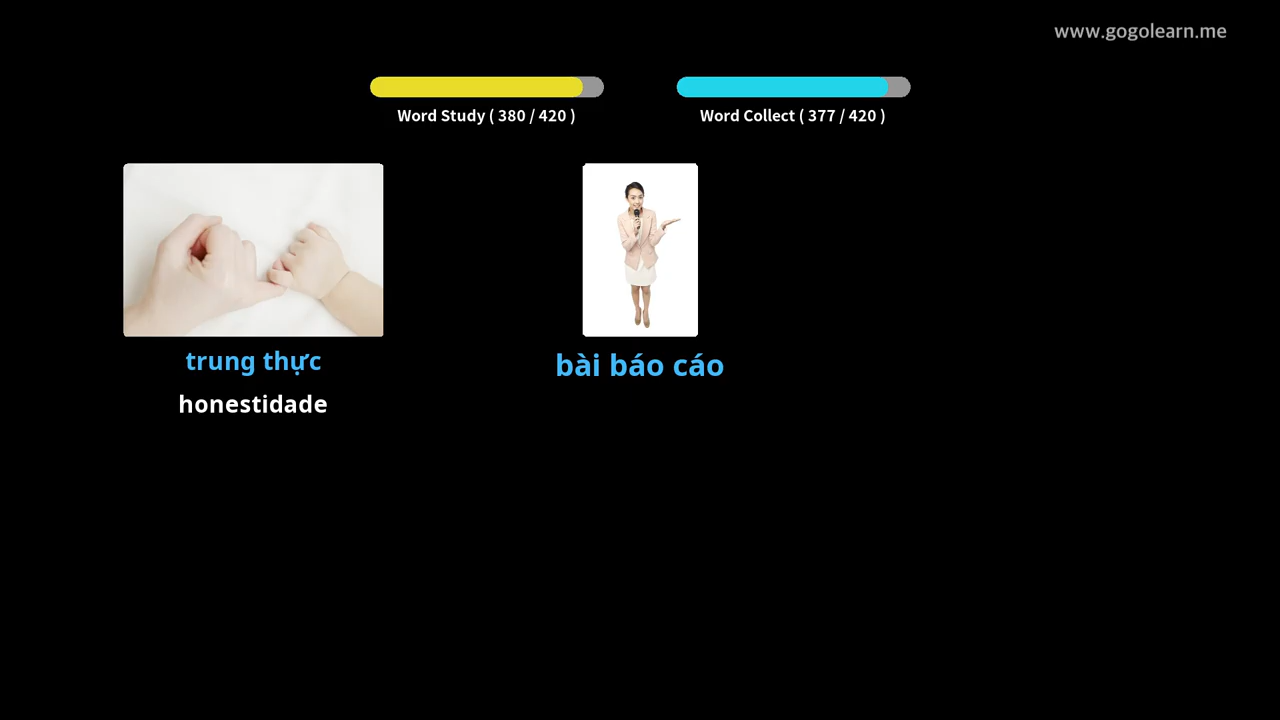 www.gogolearn.me
Word Study ( 380 / 420 )
Word Collect ( 377 / 420 )
trung thực
honestidade
bài báo cáo